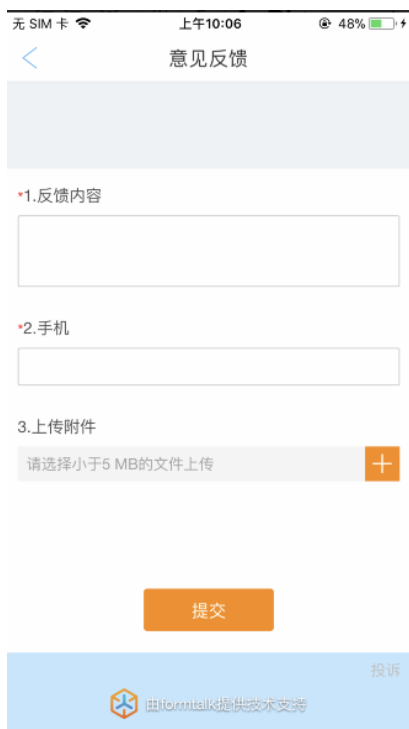 无 SIM 卡 上午10:06 48%
意见反馈
*1.反馈内容
*2.手机
3.上传附件
请选择小于5 MB的文件上传
提交
投诉
由formtalk提供技术支持